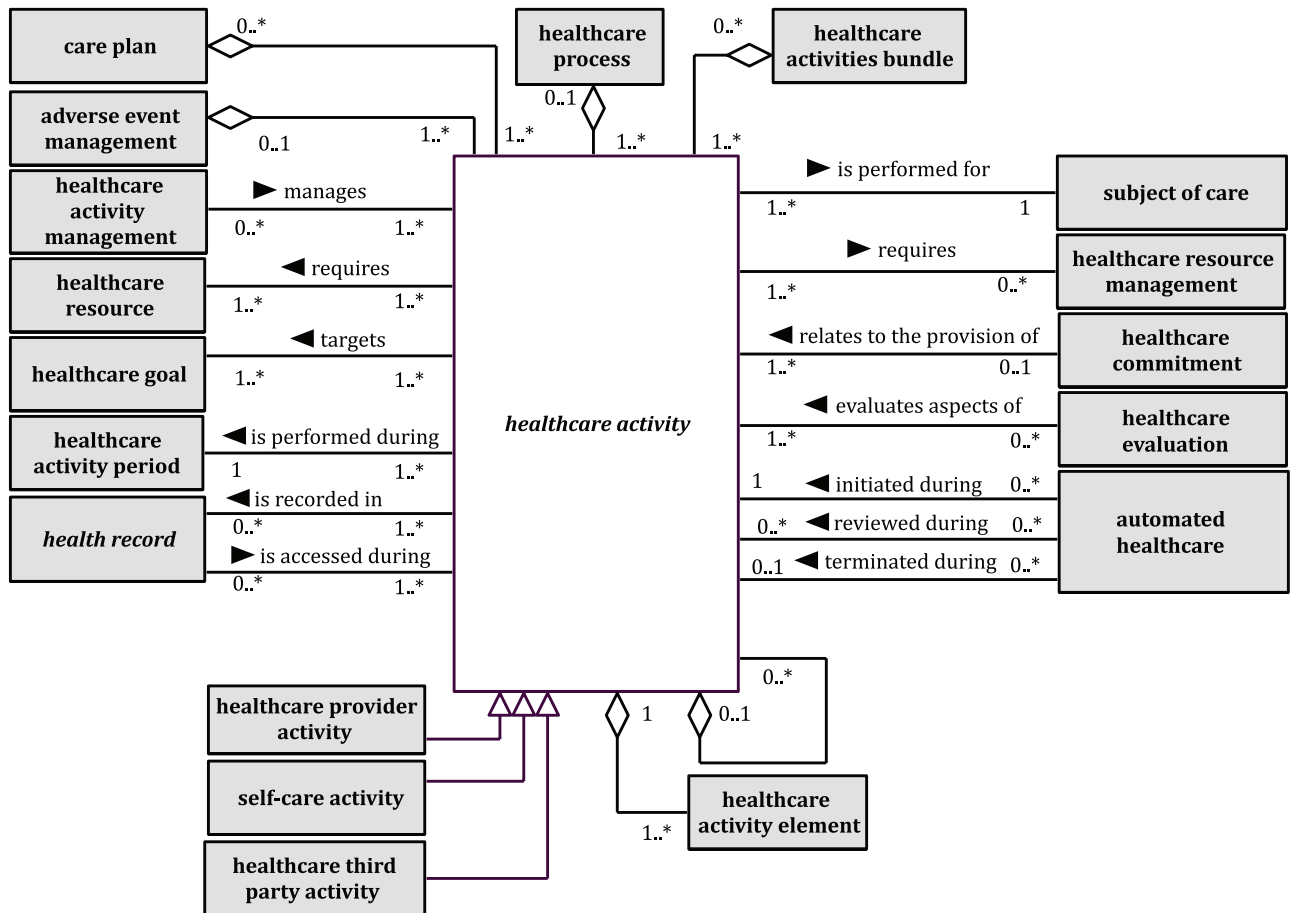 care plan
0..*
healthcare
process
0..1
1..*
0..*
healthcare
activities bundle
1..*
adverse event
management
0..1
1..*
1..*
healthcare
activity
management
► manages
0..*
1..*
healthcare
resource
◄ requires
1..*
1..*
healthcare goal
◄ targets
1..*
1..*
healthcare
activity period
◄ is performed during
1
1..*
health record
◄ is recorded in
0..*
1..*
► is accessed during
0..*
1..*
healthcare activity
► is performed for
1..*
1
subject of care
► requires
1..*
0..*
healthcare resource
management
◄ relates to the provision of
1..*
0..1
healthcare
commitment
◄ evaluates aspects of
1..*
0..*
healthcare
evaluation
1
◄ initiated during
0..*
0..*
◄ reviewed during
0..*
0..1
◄ terminated during
0..*
automated
healthcare
0..*
0..1
1
healthcare provider
activity
self-care activity
healthcare third
party activity
1..*
healthcare
activity element